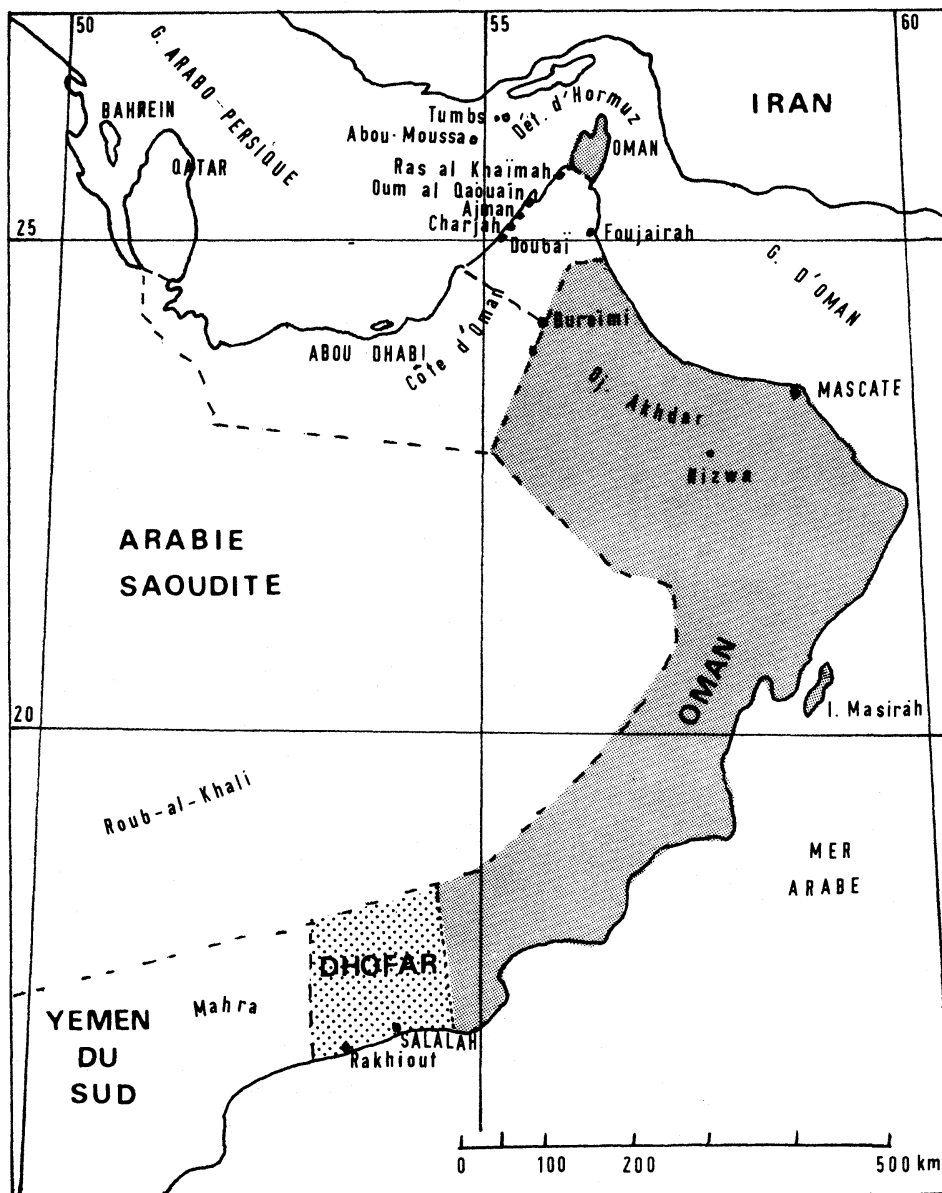 50
55
60
G. ARABO-PERSIQUE
IRAN
BAHREIN
Tumbs
Dét. d'Hormuz
Abou-Moussa
OMAN
QATAR
Ras al Khaïmah
Oum al Qaouaïn
Ajman
Charjah
Foujairah
25
Doubaï
G. D'OMAN
Buraïmi
ABOU DHABI
Côte d'Oman
Dj. Akhdar
MASCATE
Nizwa
ARABIE
SAOUDITE
OMAN
I. Masirah
20
Roub-al-Khali
MER
ARABE
DHOFAR
Mahra
YEMEN
DU
SUD
SALALAH
Rakhiout
0 100 200 500 km